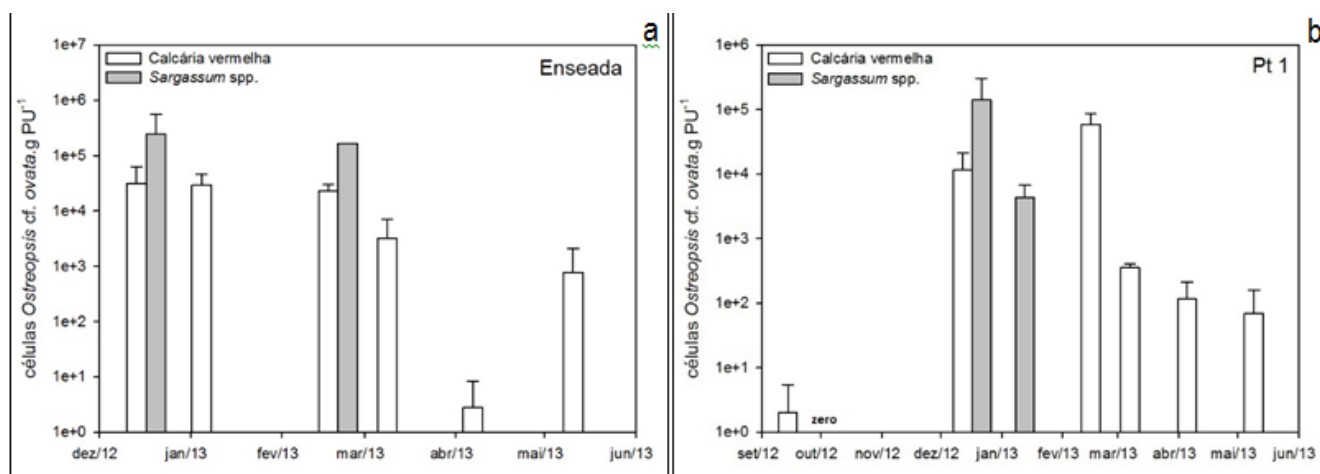 a
1e+7
1e+6
1e+5
1e+4
1e+3
1e+2
1e+1
1e+0
células Ostreopsis cf. ovata.g PU⁻¹
Calcária vermelha
Sargassum spp.
Enseada
dez/12 jan/13 fev/13 mar/13 abr/13 mai/13 jun/13
b
1e+6
1e+5
1e+4
1e+3
1e+2
1e+1
1e+0
células Ostreopsis cf. ovata.g PU⁻¹
Calcária vermelha
Sargassum spp.
Pt 1
zero
set/12 out/12 nov/12 dez/12 jan/13 fev/13 mar/13 abr/13 mai/13 jun/13